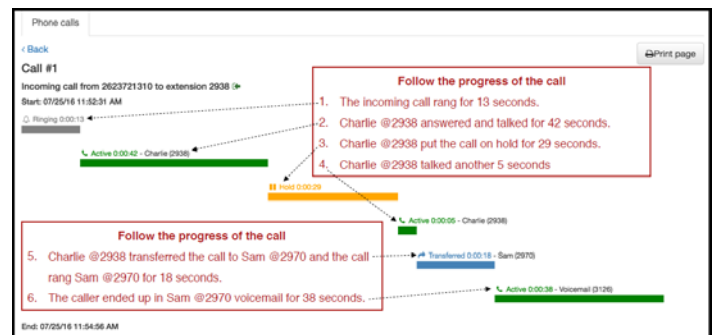 Phone calls
‹ Back
Print page
Call #1
Incoming call from 2623721310 to extension 2938
Start: 07/25/16 11:52:31 AM
Ringing 0:00:13
Follow the progress of the call
1. The incoming call rang for 13 seconds.
2. Charlie @2938 answered and talked for 42 seconds.
3. Charlie @2938 put the call on hold for 29 seconds.
4. Charlie @2938 talked another 5 seconds
Active 0:00:42 - Charlie (2938)
Hold 0:00:29
Active 0:00:05 - Charlie (2938)
Follow the progress of the call
5. Charlie @2938 transferred the call to Sam @2970 and the call
rang Sam @2970 for 18 seconds.
6. The caller ended up in Sam @2970 voicemail for 38 seconds.
Transferred 0:00:18 - Sam (2970)
Active 0:00:38 - Voicemail (3126)
End: 07/25/16 11:54:56 AM